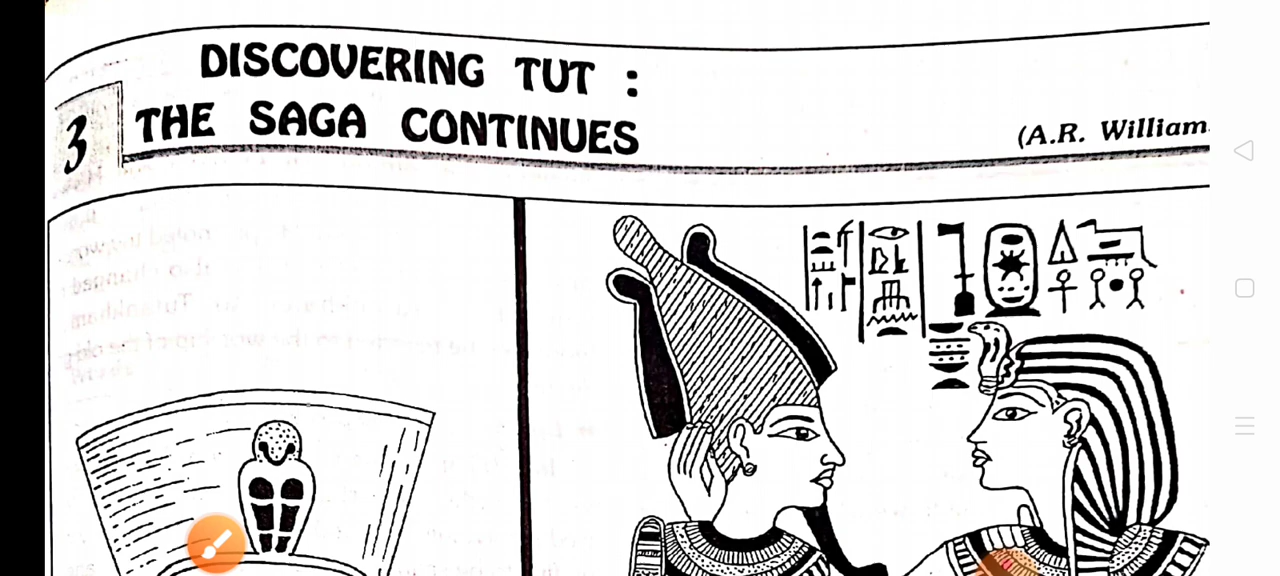 DISCOVERING TUT :
3 THE SAGA CONTINUES
(A.R. William